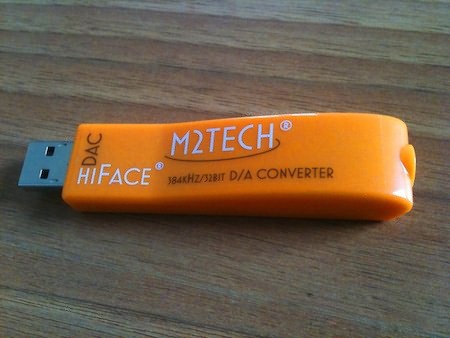 DAC
HIFACE®
M2TECH®
384KHZ/32BIT D/A CONVERTER